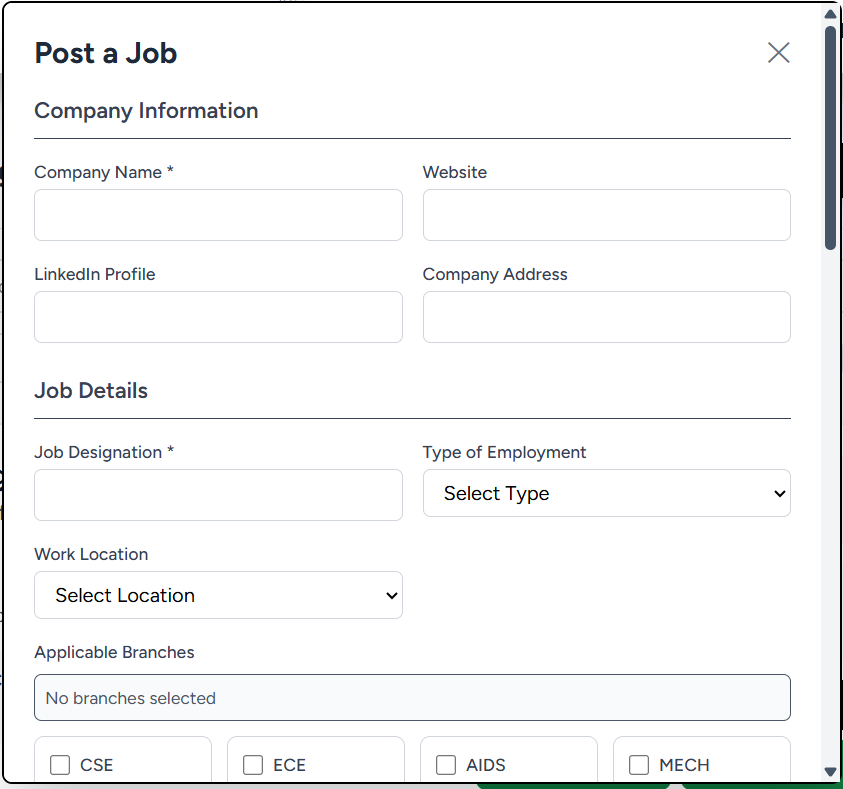 Post a Job
Company Information
Company Name *
Website
LinkedIn Profile
Company Address
Job Details
Job Designation *
Type of Employment
Select Type
Work Location
Select Location
Applicable Branches
No branches selected
CSE
ECE
AIDS
MECH